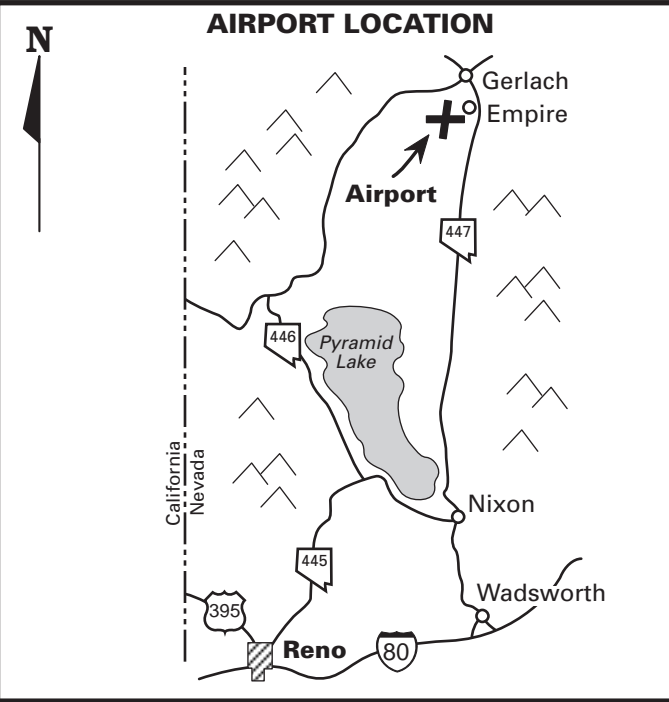 AIRPORT LOCATION
N
Gerlach
Empire
Airport
447
446
Pyramid
Lake
California
Nevada
Nixon
445
Wadsworth
395
Reno
80